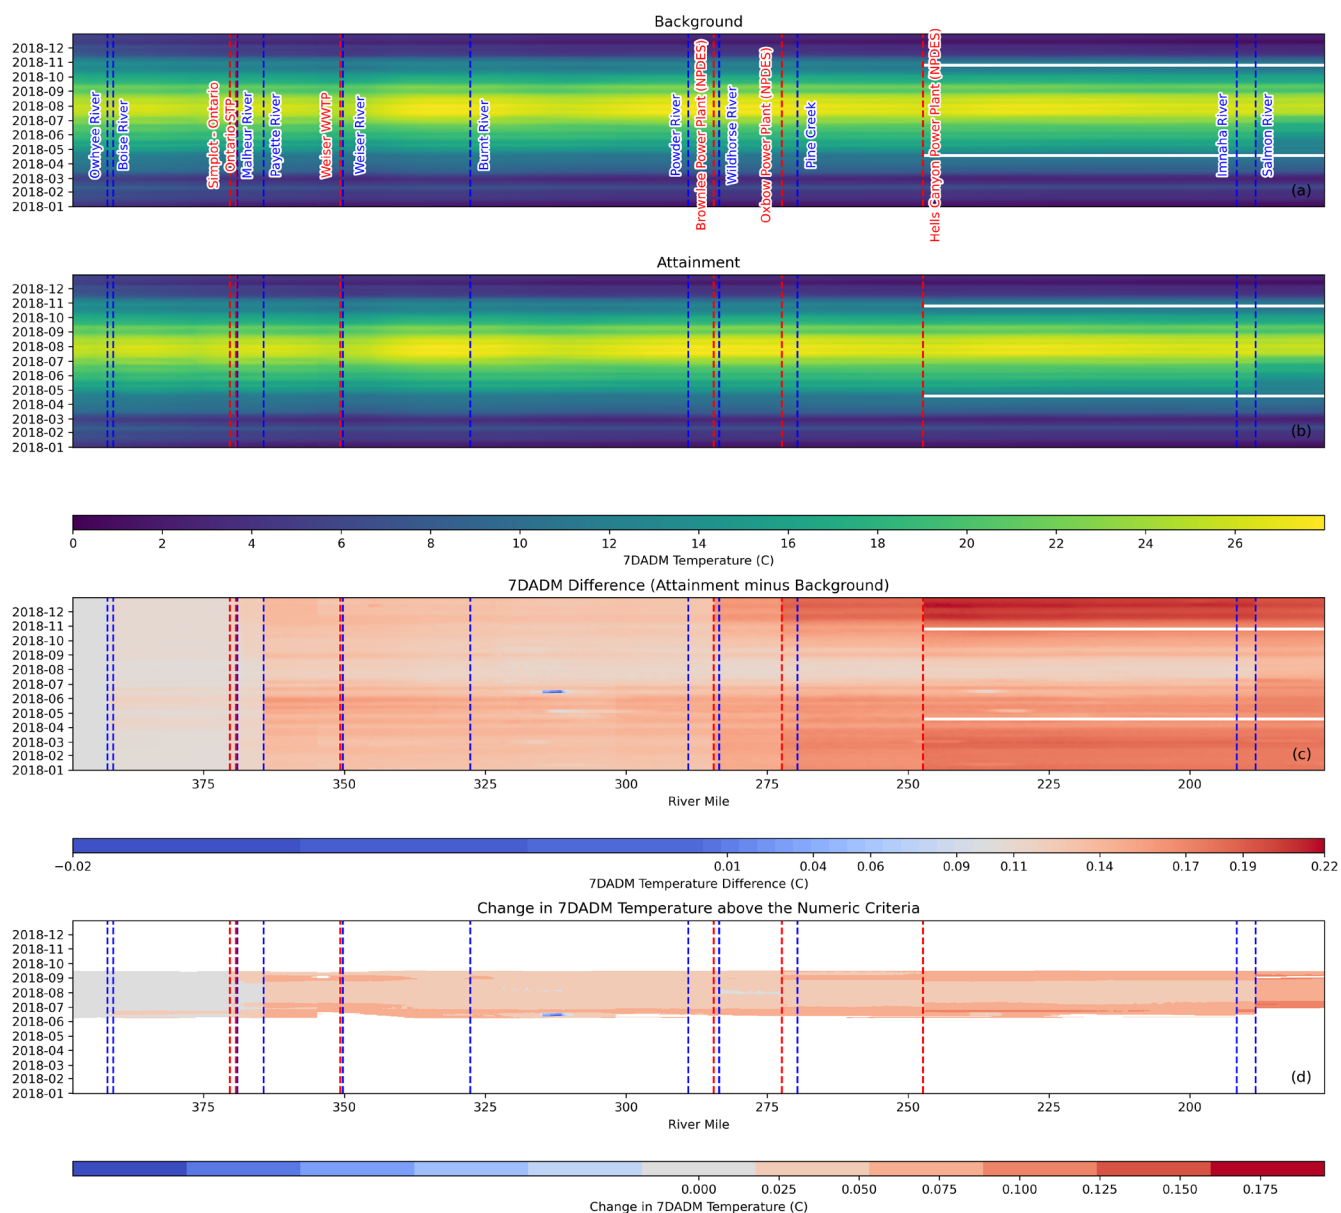 Background
2018-12
2018-11
2018-10
2018-09
2018-08
2018-07
2018-06
2018-05
2018-04
2018-03
2018-02
2018-01
Owhyee River
Boise River
Simplot - Ontario
Ontario STP
Malheur River
Payette River
Weiser WWTP
Weiser River
Burnt River
Powder River
Brownlee Power Plant (NPDES)
Wildhorse River
Oxbow Power Plant (NPDES)
Pine Creek
Hells Canyon Power Plant (NPDES)
Imnaha River
Salmon River
(a)
Attainment
2018-12
2018-11
2018-10
2018-09
2018-08
2018-07
2018-06
2018-05
2018-04
2018-03
2018-02
2018-01
(b)
0 2 4 6 8 10 12 14 16 18 20 22 24 26
7DADM Temperature (C)
7DADM Difference (Attainment minus Background)
2018-12
2018-11
2018-10
2018-09
2018-08
2018-07
2018-06
2018-05
2018-04
2018-03
2018-02
2018-01
(c)
375 350 325 300 275 250 225 200
River Mile
−0.02 0.01 0.04 0.06 0.09 0.11 0.14 0.17 0.19 0.22
7DADM Temperature Difference (C)
Change in 7DADM Temperature above the Numeric Criteria
2018-12
2018-11
2018-10
2018-09
2018-08
2018-07
2018-06
2018-05
2018-04
2018-03
2018-02
2018-01
(d)
375 350 325 300 275 250 225 200
River Mile
0.000 0.025 0.050 0.075 0.100 0.125 0.150 0.175
Change in 7DADM Temperature (C)